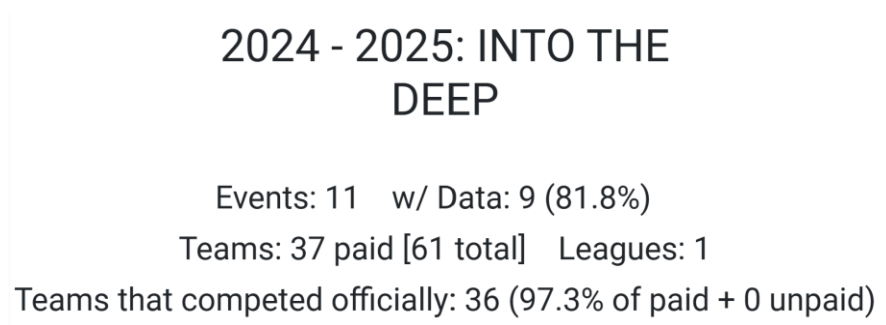 2024 - 2025: INTO THE
DEEP
Events: 11 w/ Data: 9 (81.8%)
Teams: 37 paid [61 total] Leagues: 1
Teams that competed officially: 36 (97.3% of paid + 0 unpaid)